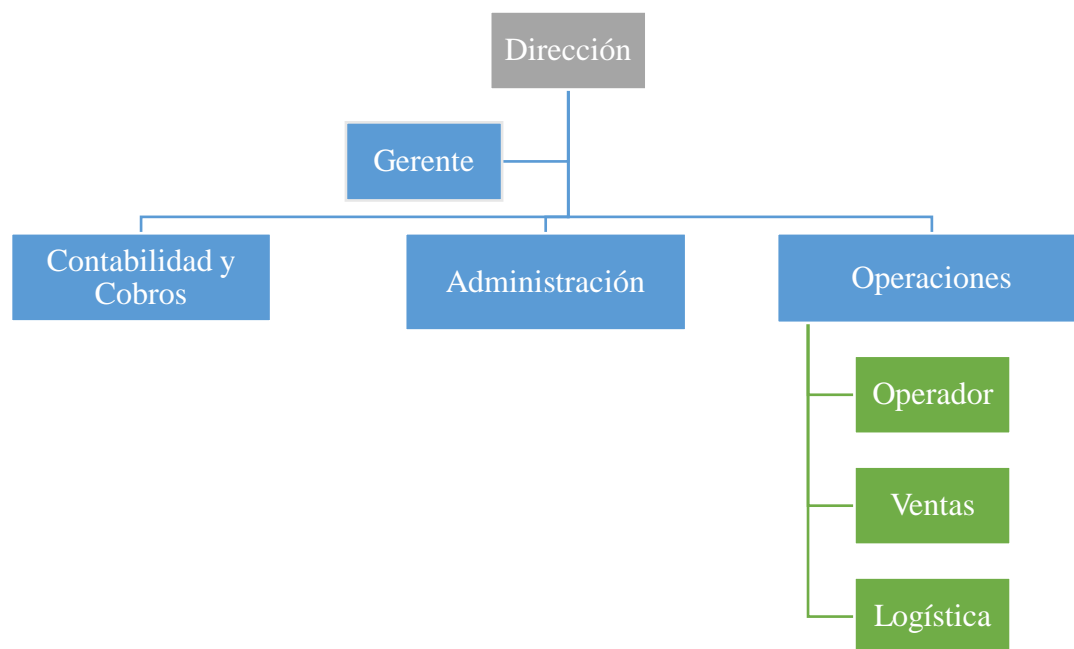 Dirección
Gerente
Contabilidad y
Cobros
Administración
Operaciones
Operador
Ventas
Logística